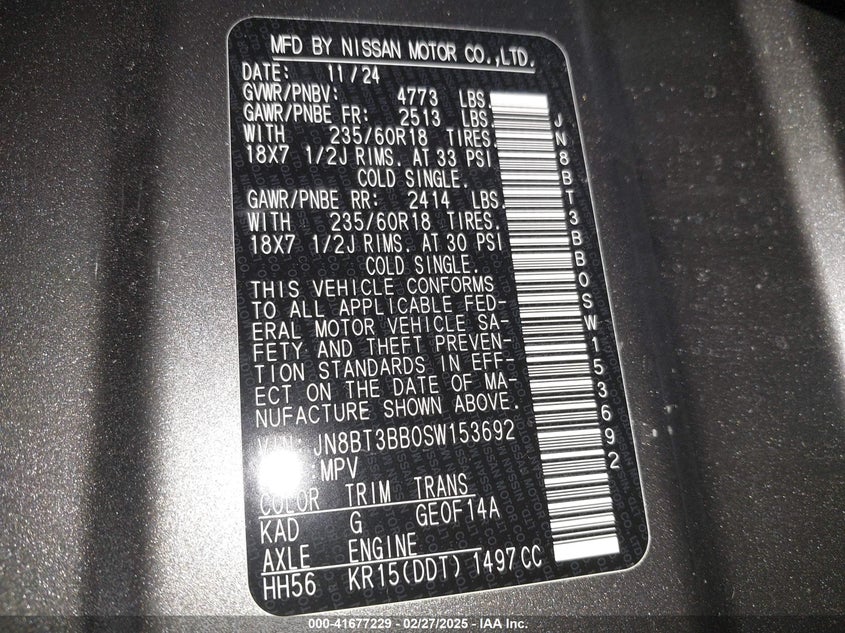 MFD BY NISSAN MOTOR CO.,LTD.
DATE: 11/24
GVWR/PNBV: 4773 LBS.
GAWR/PNBE FR: 2513 LBS.
WITH 235/60R18 TIRES.
18X7 1/2J RIMS. AT 33 PSI
COLD SINGLE.
GAWR/PNBE RR: 2414 LBS.
WITH 235/60R18 TIRES.
18X7 1/2J RIMS. AT 30 PSI
COLD SINGLE.
THIS VEHICLE CONFORMS
TO ALL APPLICABLE FED-
ERAL MOTOR VEHICLE SA-
FETY AND THEFT PREVEN-
TION STANDARDS IN EFF-
ECT ON THE DATE OF MA-
NUFACTURE SHOWN ABOVE.
VIN: JN8BT3BB0SW153692
MPV
COLOR TRIM TRANS
KAD G GE0F14A
AXLE ENGINE
HH56 KR15(DDT) 1497CC
JN8BT3BB0SW153692
000-41677229 - 02/27/2025 - IAA Inc.